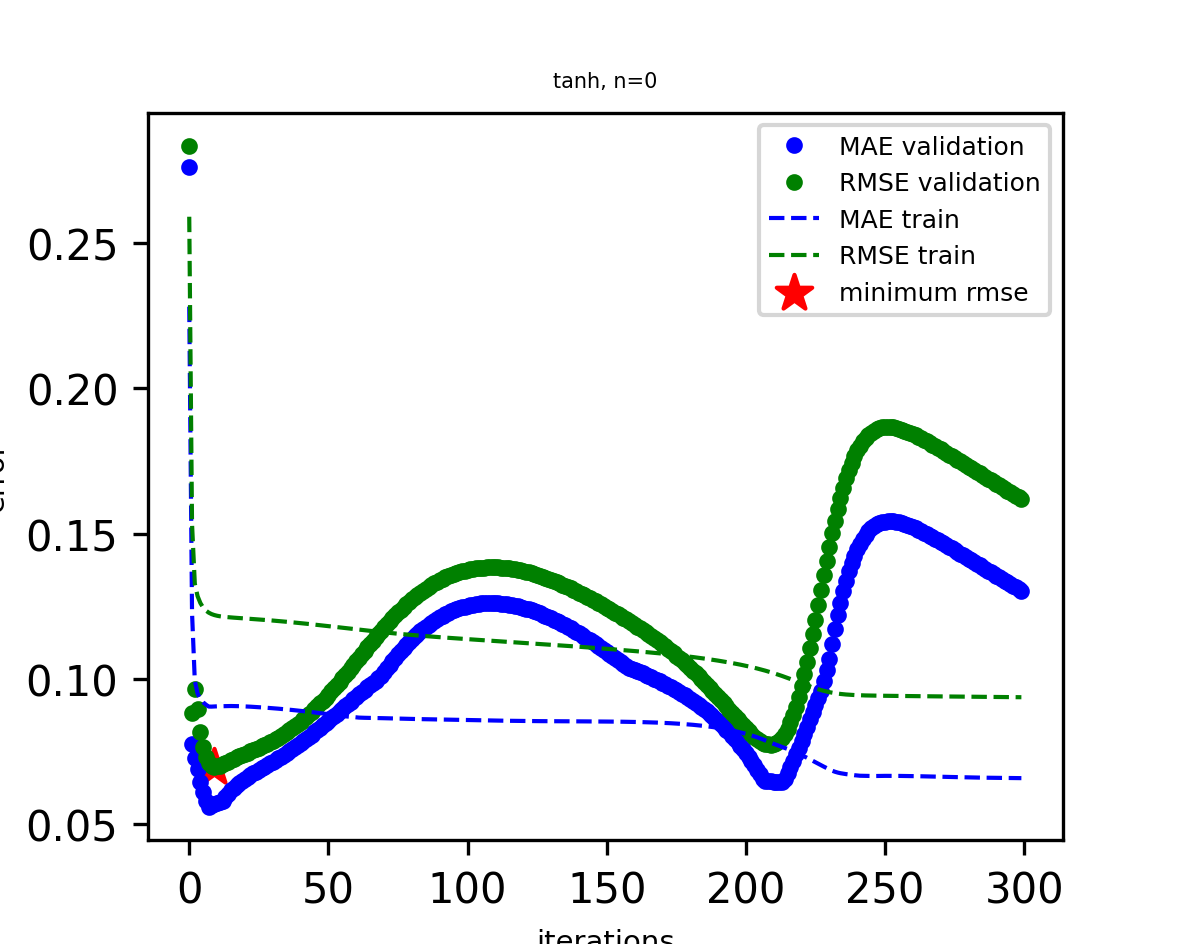 tanh, n=0
MAE validation
RMSE validation
MAE train
RMSE train
minimum rmse
0.25
0.20
0.15
0.10
0.05
0 50 100 150 200 250 300
iterations